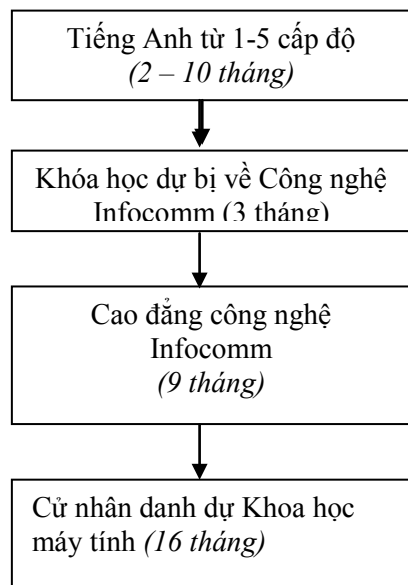 Tiếng Anh từ 1-5 cấp độ
(2 – 10 tháng)
Khóa học dự bị về Công nghệ
Infocomm (3 tháng)
Cao đẳng công nghệ
Infocomm
(9 tháng)
Cử nhân danh dự Khoa học
máy tính (16 tháng)